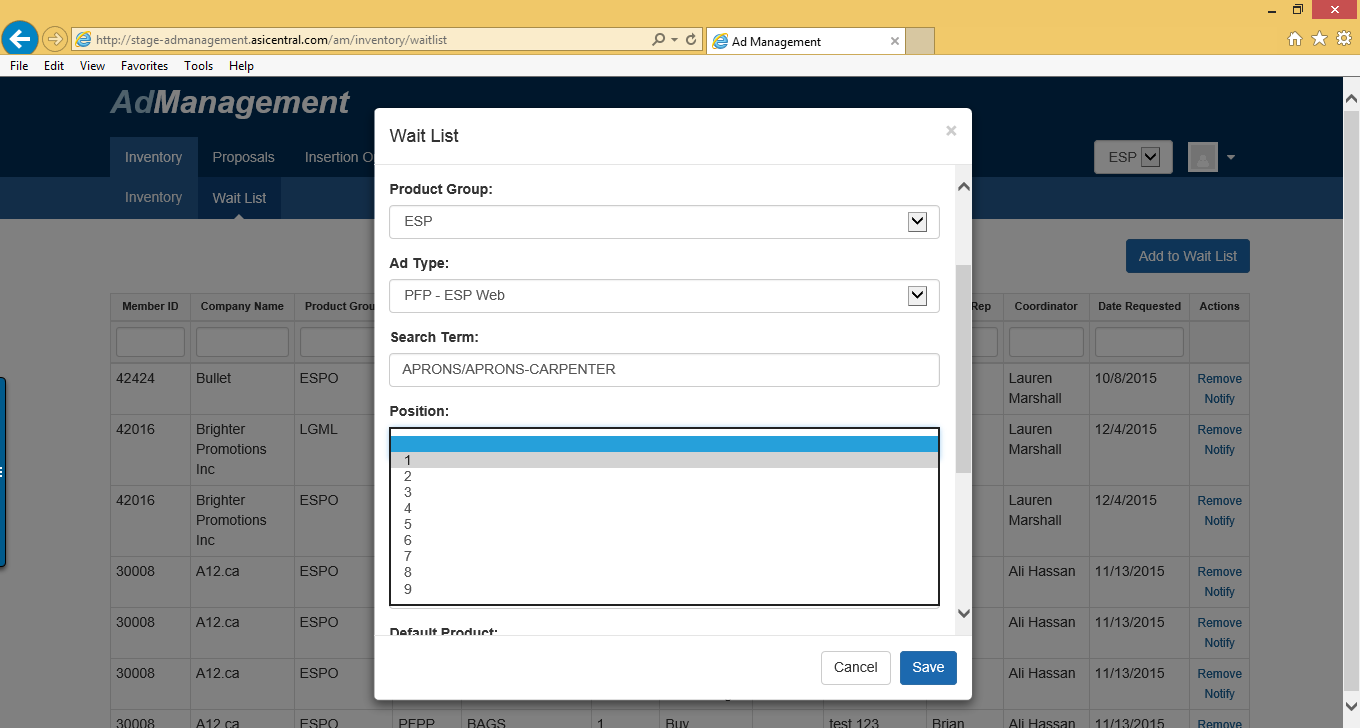 http://stage-admanagement.asicentral.com/am/inventory/waitlist
Ad Management
File Edit View Favorites Tools Help
AdManagement
Inventory Proposals Insertion
ESP
Inventory Wait List
Add to Wait List
Wait List
×
Product Group:
ESP
Ad Type:
PFP - ESP Web
Search Term:
APRONS/APRONS-CARPENTER
Position:
1
2
3
4
5
6
7
8
9
Default Product:
Cancel Save
Member ID Company Name Product Grou Rep Coordinator Date Requested Actions
42424 Bullet ESPO Lauren Marshall 10/8/2015 Remove
Notify
42016 Brighter Promotions Inc LGML Lauren Marshall 12/4/2015 Remove
Notify
42016 Brighter Promotions Inc ESPO Lauren Marshall 12/4/2015 Remove
Notify
30008 A12.ca ESPO Ali Hassan 11/13/2015 Remove
Notify
30008 A12.ca ESPO Ali Hassan 11/13/2015 Remove
Notify
30008 A12.ca ESPO Ali Hassan 11/13/2015 Remove
Notify
30008 A12.ca ESPO PFPP BAGS 1 Buy test 123 Brian Ali Hassan 11/13/2015 Remove